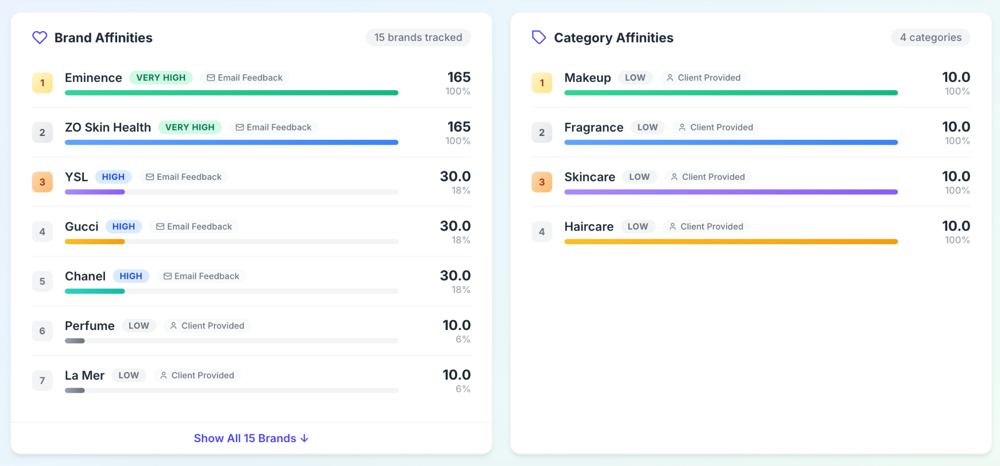 Brand Affinities
15 brands tracked
1
Eminence VERY HIGH Email Feedback
165
100%
2
ZO Skin Health VERY HIGH Email Feedback
165
100%
3
YSL HIGH Email Feedback
30.0
18%
4
Gucci HIGH Email Feedback
30.0
18%
5
Chanel HIGH Email Feedback
30.0
18%
6
Perfume LOW Client Provided
10.0
6%
7
La Mer LOW Client Provided
10.0
6%
Show All 15 Brands ↓
Category Affinities
4 categories
1
Makeup LOW Client Provided
10.0
100%
2
Fragrance LOW Client Provided
10.0
100%
3
Skincare LOW Client Provided
10.0
100%
4
Haircare LOW Client Provided
10.0
100%